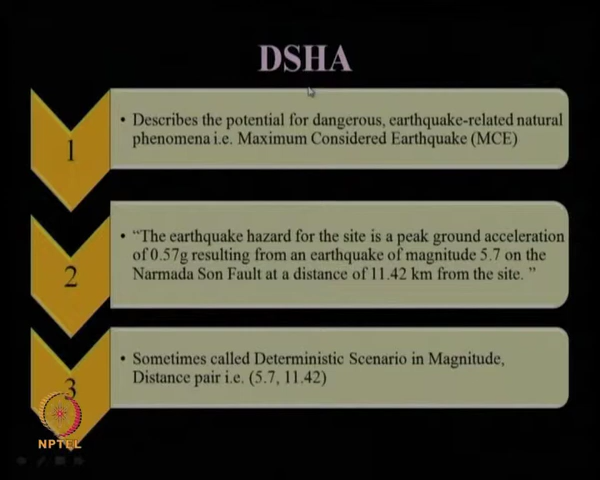 DSHA
1
• Describes the potential for dangerous, earthquake-related natural
phenomena i.e. Maximum Considered Earthquake (MCE)
2
• “The earthquake hazard for the site is a peak ground acceleration
of 0.57g resulting from an earthquake of magnitude 5.7 on the
Narmada Son Fault at a distance of 11.42 km from the site. ”
3
• Sometimes called Deterministic Scenario in Magnitude,
Distance pair i.e. (5.7, 11.42)
NPTEL